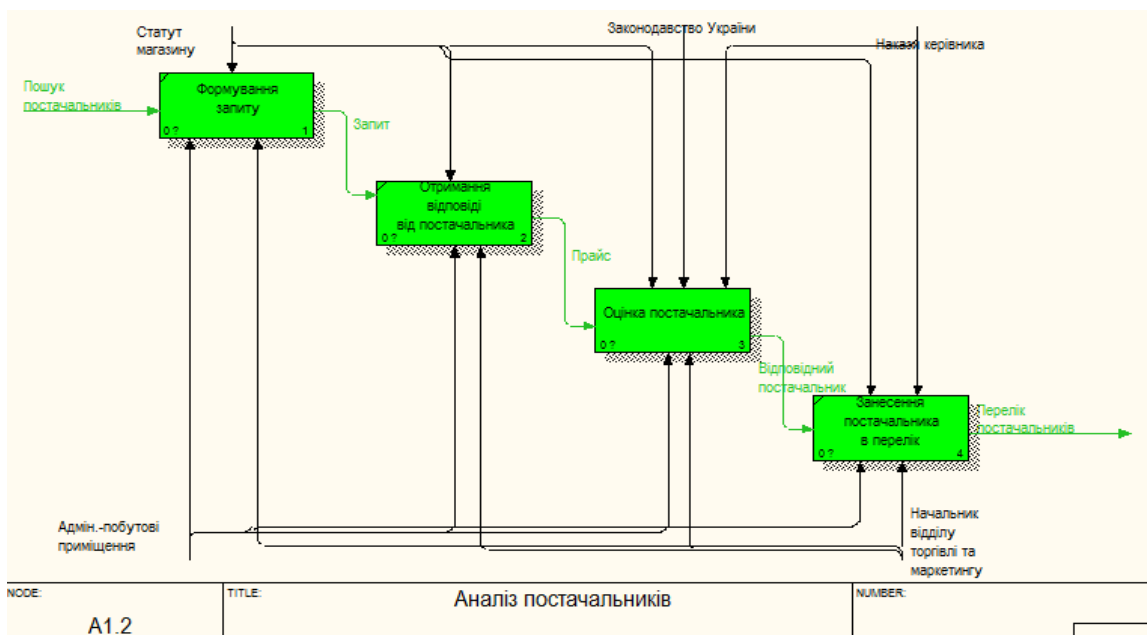 Статут
магазину
Законодавство України
Накази керівника
Пошук
постачальників
Формування
запиту
0 ?
1
Запит
Отримання
відповіді
від постачальника
0 ?
2
Прайс
Оцінка постачальника
0 ?
3
Відповідний
постачальник
Занесення
постачальника
в перелік
0 ?
4
Перелік
постачальників
Адмін.-побутові
приміщення
Начальник
відділу
торгівлі та
маркетингу
NODE:
A1.2
TITLE:
Аналіз постачальників
NUMBER: